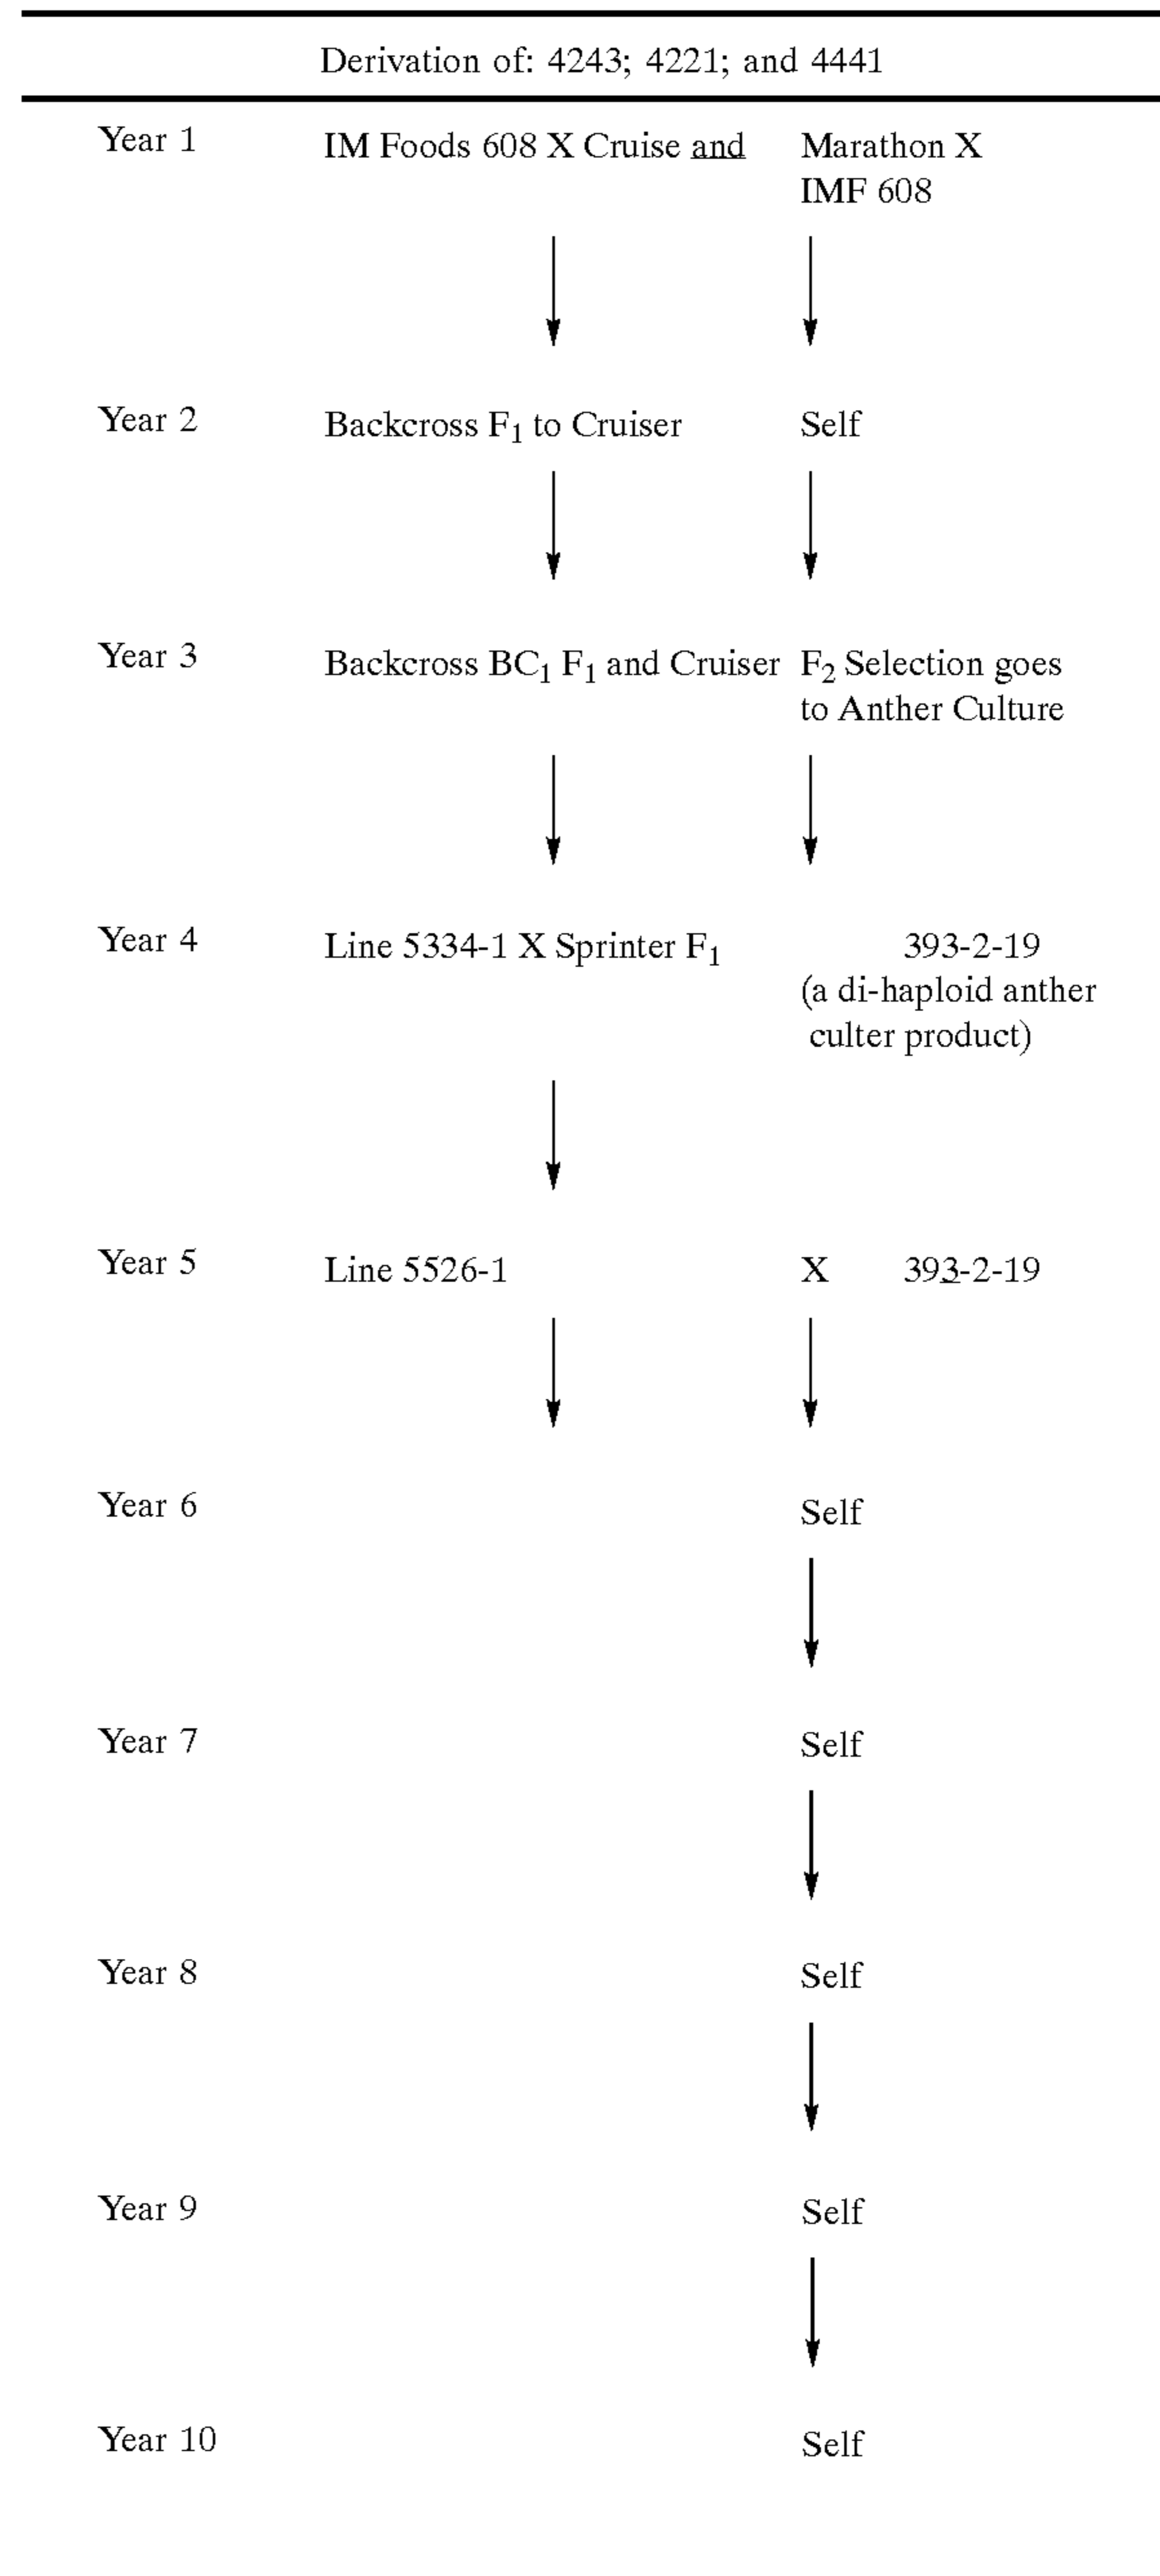 Derivation of: 4243; 4221; and 4441
Year 1 IM Foods 608 X Cruise and Marathon X
IMF 608
Year 2 Backcross F₁ to Cruiser Self
Year 3 Backcross BC₁ F₁ and Cruiser F₂ Selection goes
to Anther Culture
Year 4 Line 5334-1 X Sprinter F₁ 393-2-19
(a di-haploid anther
culter product)
Year 5 Line 5526-1 X 393-2-19
Year 6 Self
Year 7 Self
Year 8 Self
Year 9 Self
Year 10 Self